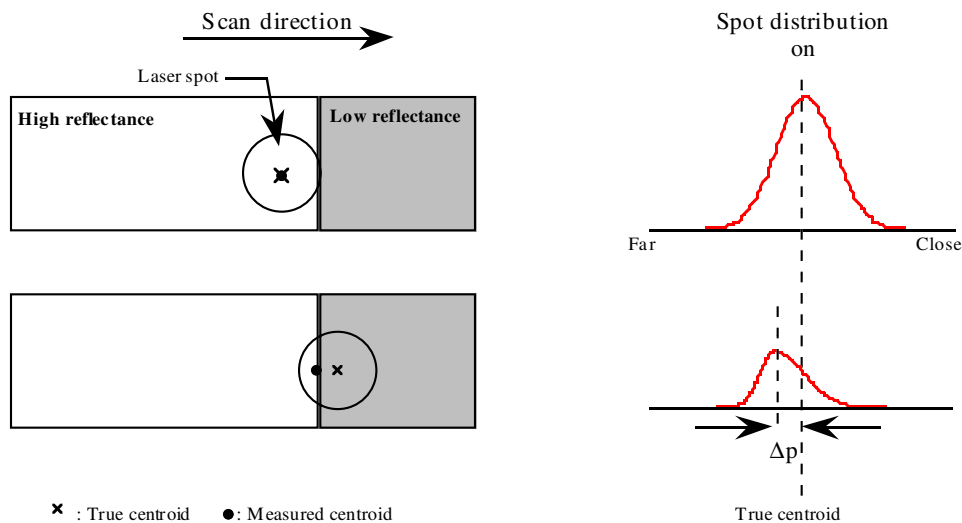 Scan direction
Spot distribution
on
Laser spot
High reflectance
Low reflectance
Far
Close
Δp
× : True centroid ●: Measured centroid
True centroid